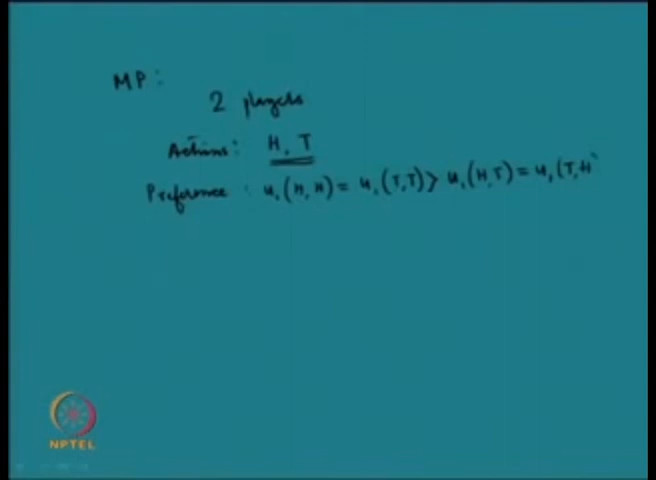 MP:
2 players
Actions: H, T
Preference: u₁(H, H) = u₁(T, T) > u₁(H, T) = u₁(T, H)
NPTEL